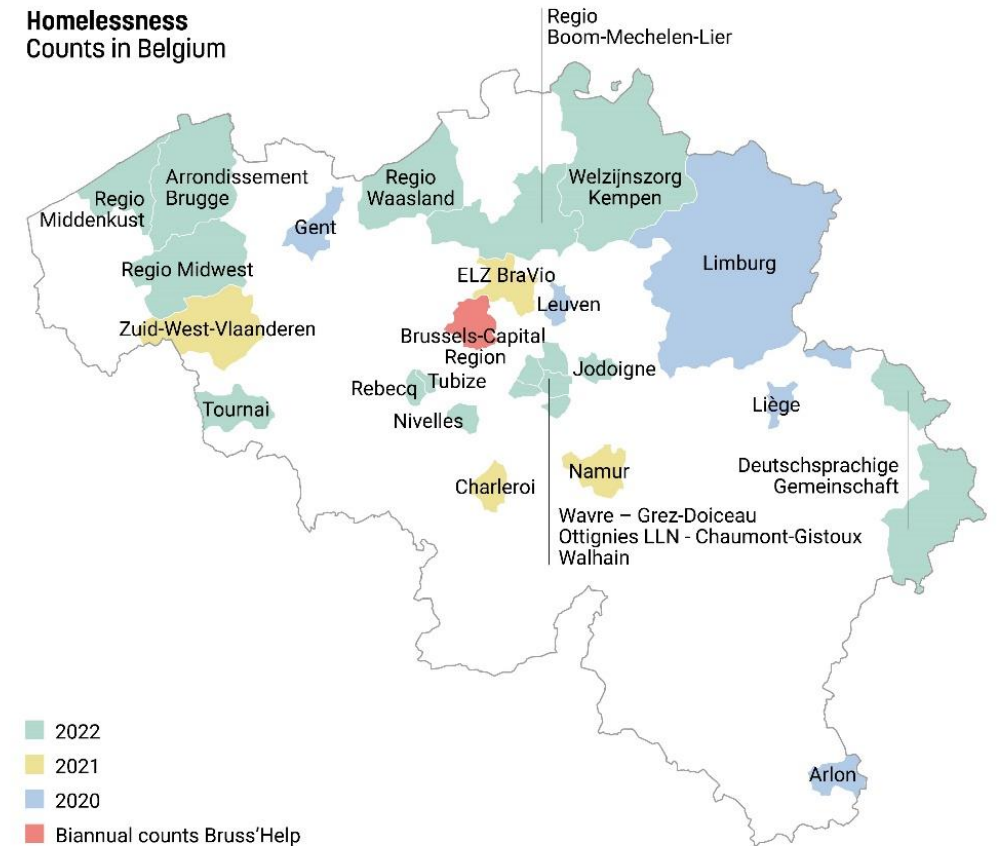 Homelessness
Counts in Belgium
Regio
Boom-Mechelen-Lier
Arrondissement
Brugge
Regio
Middenkust
Regio
Waasland
Welzijnszorg
Kempen
Gent
Regio Midwest
Limburg
ELZ BraVio
Leuven
Zuid-West-Vlaanderen
Brussels-Capital
Region
Tubize
Rebecq
Jodoigne
Nivelles
Tournai
Liège
Charleroi
Namur
Deutschsprachige
Gemeinschaft
Wavre – Grez-Doiceau
Ottignies LLN - Chaumont-Gistoux
Walhain
Arlon
2022
2021
2020
Biannual counts Bruss'Help